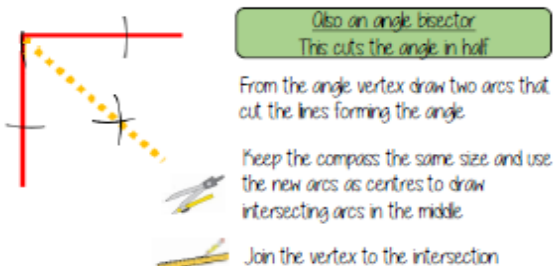 Also an angle bisector
This cuts the angle in half
From the angle vertex draw two arcs that
cut the lines forming the angle
Keep the compass the same size and use
the new arcs as centres to draw
intersecting arcs in the middle
Join the vertex to the intersection